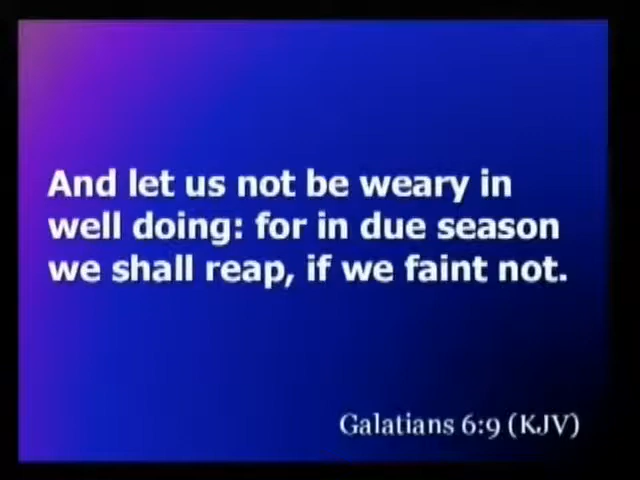 And let us not be weary in
well doing: for in due season
we shall reap, if we faint not.
Galatians 6:9 (KJV)